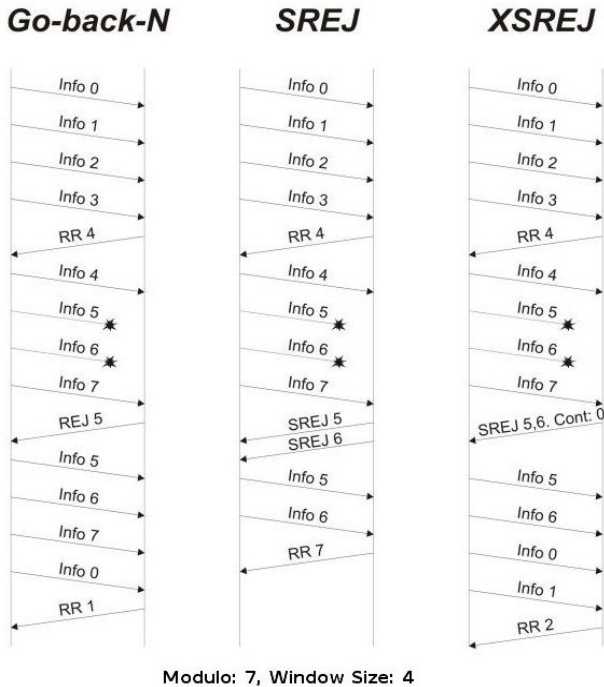 Go-back-N
Info 0
Info 1
Info 2
Info 3
RR 4
Info 4
Info 5
Info 6
Info 7
REJ 5
Info 5
Info 6
Info 7
Info 0
RR 1
SREJ
Info 0
Info 1
Info 2
Info 3
RR 4
Info 4
Info 5
Info 6
Info 7
SREJ 5
SREJ 6
Info 5
Info 6
RR 7
XSREJ
Info 0
Info 1
Info 2
Info 3
RR 4
Info 4
Info 5
Info 6
Info 7
SREJ 5,6. Cont: 0
Info 5
Info 6
Info 0
Info 1
RR 2
Modulo: 7, Window Size: 4